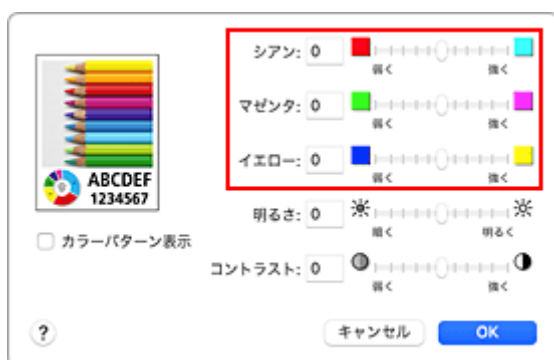 シアン: 0
弱く 強く
マゼンタ: 0
弱く 強く
イエロー: 0
弱く 強く
ABCDEF
1234567
明るさ: 0
暗く 明るく
カラーパターン表示
コントラスト: 0
弱く 強く
?
キャンセル OK